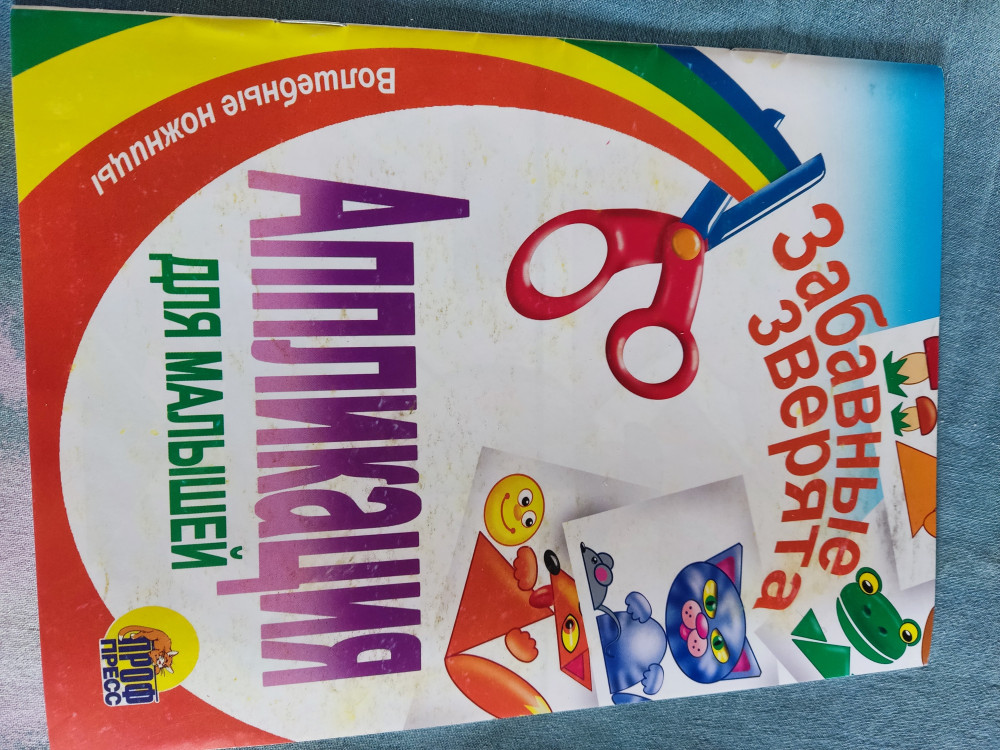 Волшебные ножницы
Аппликация
ДЛЯ МАЛЫШЕЙ
Забавные
зверята
ПРОФ
ПРЕСС